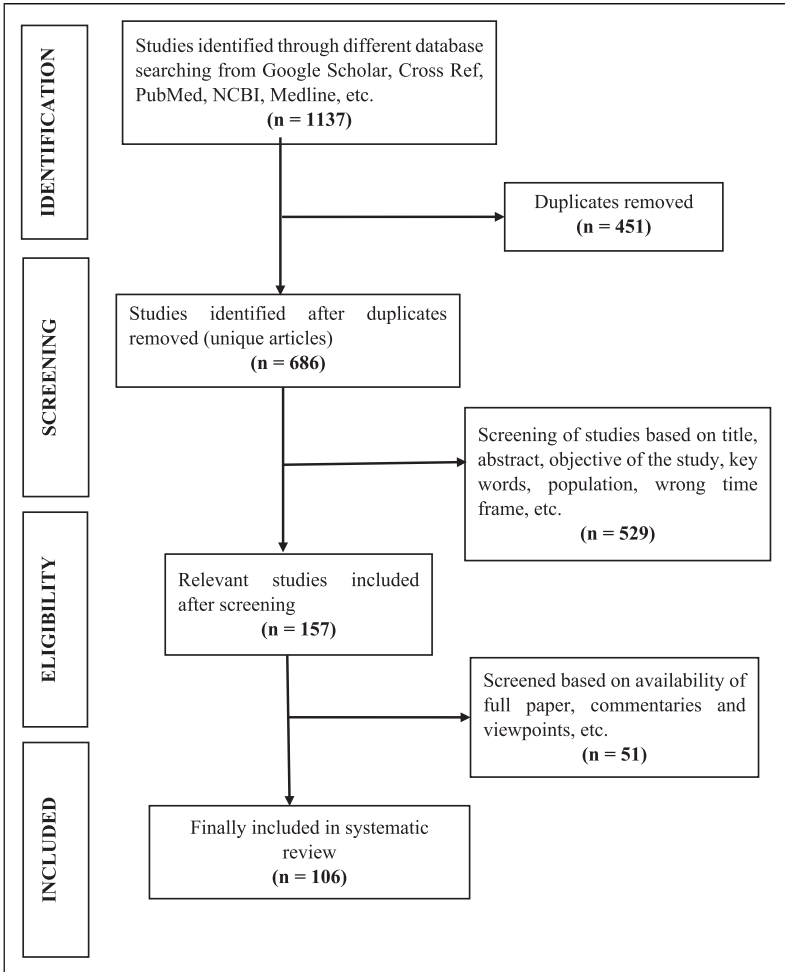 IDENTIFICATION
Studies identified through different database
searching from Google Scholar, Cross Ref,
PubMed, NCBI, Medline, etc.
(n = 1137)
Duplicates removed
(n = 451)
SCREENING
Studies identified after duplicates
removed (unique articles)
(n = 686)
Screening of studies based on title,
abstract, objective of the study, key
words, population, wrong time
frame, etc.
(n = 529)
ELIGIBILITY
Relevant studies included
after screening
(n = 157)
Screened based on availability of
full paper, commentaries and
viewpoints, etc.
(n = 51)
INCLUDED
Finally included in systematic
review
(n = 106)